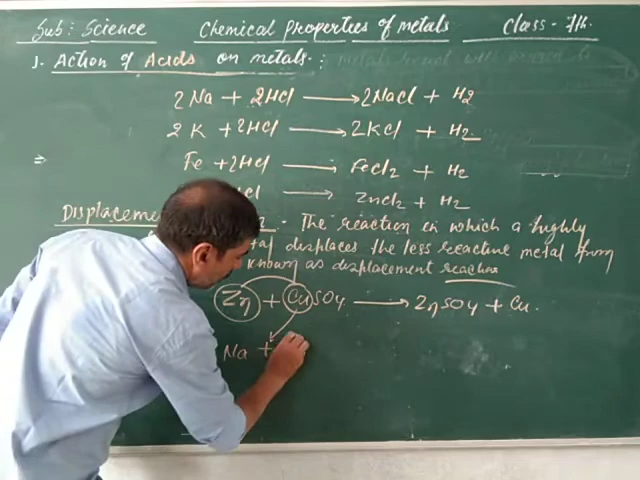 Sub: Science Chemical Properties of metals Class - 7th.
1. Action of Acids on metals. :
2Na + 2HCl → 2NaCl + H2
2K + 2HCl → 2KCl + H2
⇒ Fe + 2HCl → FeCl2 + H2
Cl → ZnCl2 + H2
Displaceme - The reaction in which a highly
tal displaces the less reactive metal from
known as displacement reaction
Zn + CuSO4 → ZnSO4 + Cu.
Na +